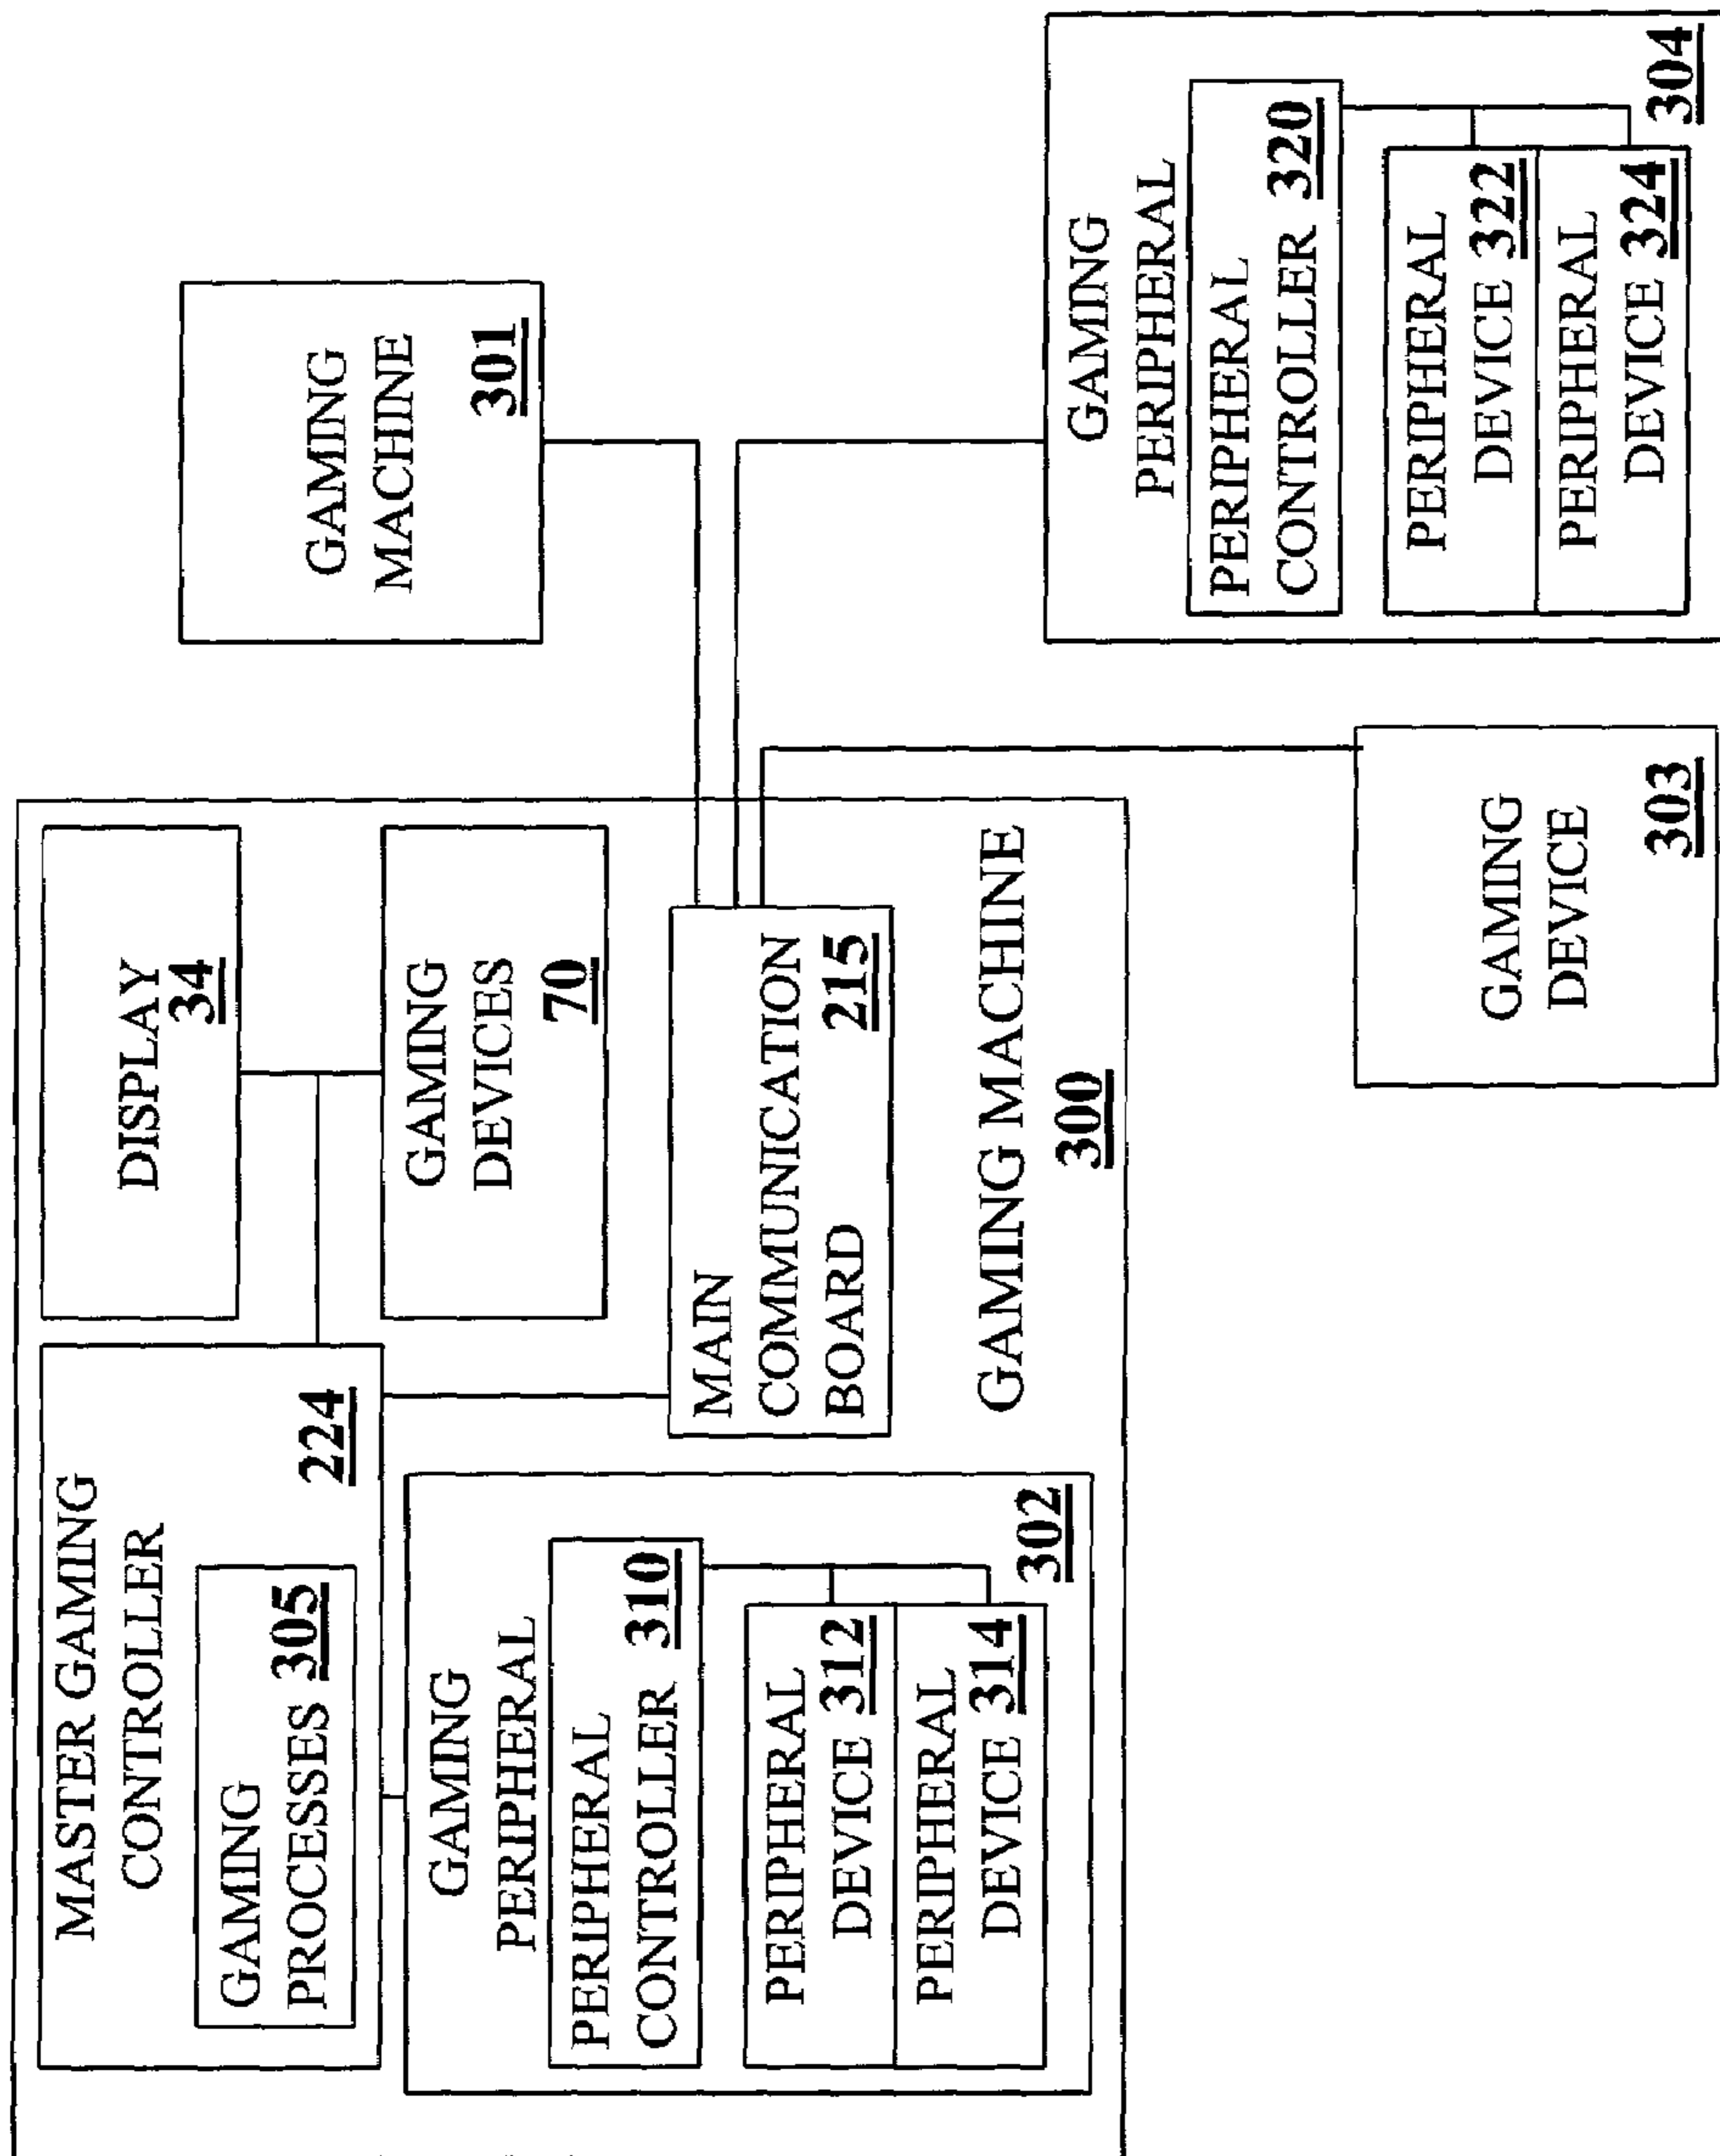 MASTER GAMING
CONTROLLER
224
GAMING
PROCESSES 305
DISPLAY
34
GAMING
DEVICES
70
GAMING
PERIPHERAL
PERIPHERAL
CONTROLLER 310
PERIPHERAL
DEVICE 312
PERIPHERAL
DEVICE 314
302
MAIN
COMMUNICATION
BOARD 215
GAMING MACHINE
300
GAMING
MACHINE
301
GAMING
DEVICE
303
GAMING
PERIPHERAL
PERIPHERAL
CONTROLLER 320
PERIPHERAL
DEVICE 322
PERIPHERAL
DEVICE 324
304